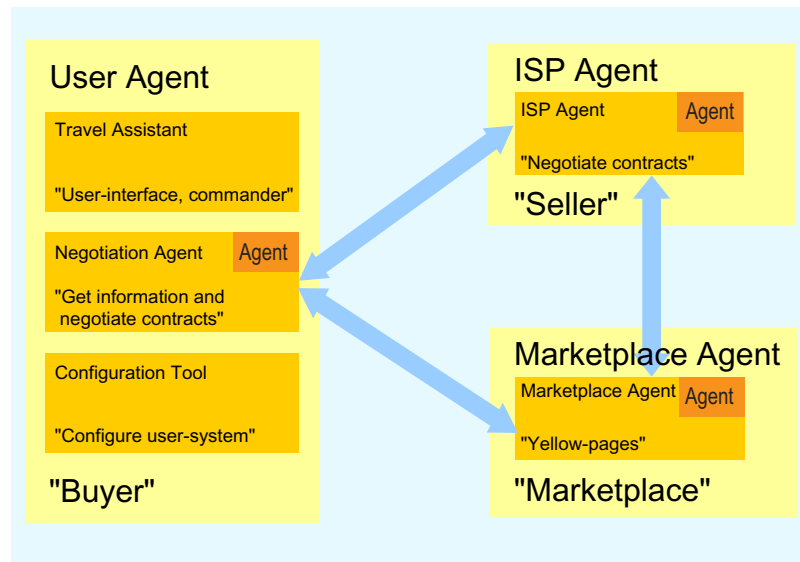 User Agent
Travel Assistant
"User-interface, commander"
Negotiation Agent
Agent
"Get information and
negotiate contracts"
Configuration Tool
"Configure user-system"
"Buyer"
ISP Agent
ISP Agent
Agent
"Negotiate contracts"
"Seller"
Marketplace Agent
Marketplace Agent
Agent
"Yellow-pages"
"Marketplace"